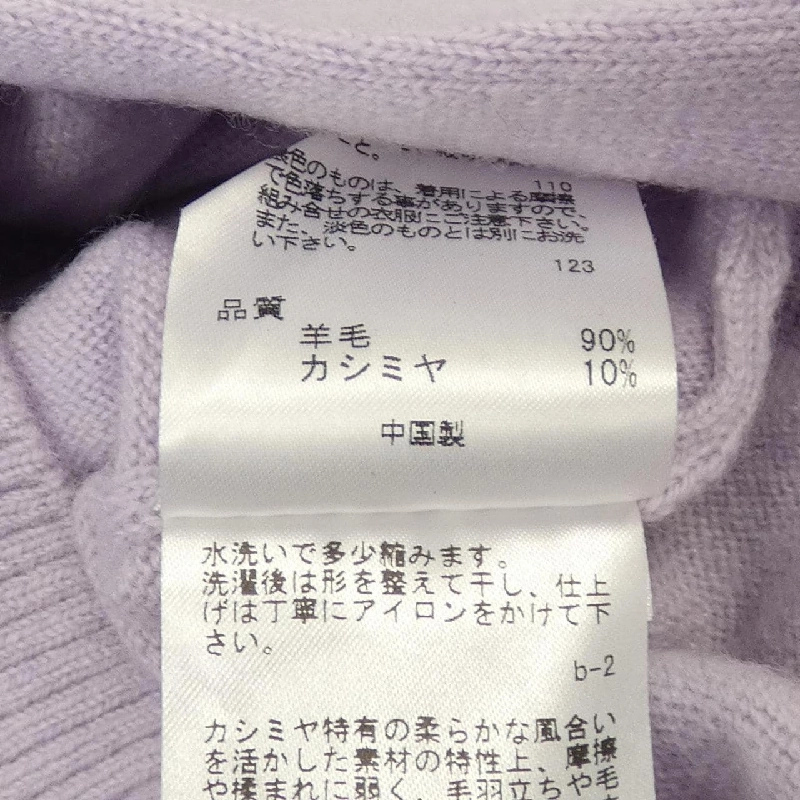 と。
濃色のものは、着用による摩擦
110
で色落ちする事がありますので、
組み合せの衣服にご注意下さい。
また、淡色のものとは別にお洗
い下さい。
123
品質
羊毛 90%
カシミヤ 10%
中国製
水洗いで多少縮みます。
洗濯後は形を整えて干し、仕上
げは丁寧にアイロンをかけて下
さい。
b-2
カシミヤ特有の柔らかな風合い
を活かした素材の特性上、摩擦
や揉まれに弱く、毛羽立ちや毛